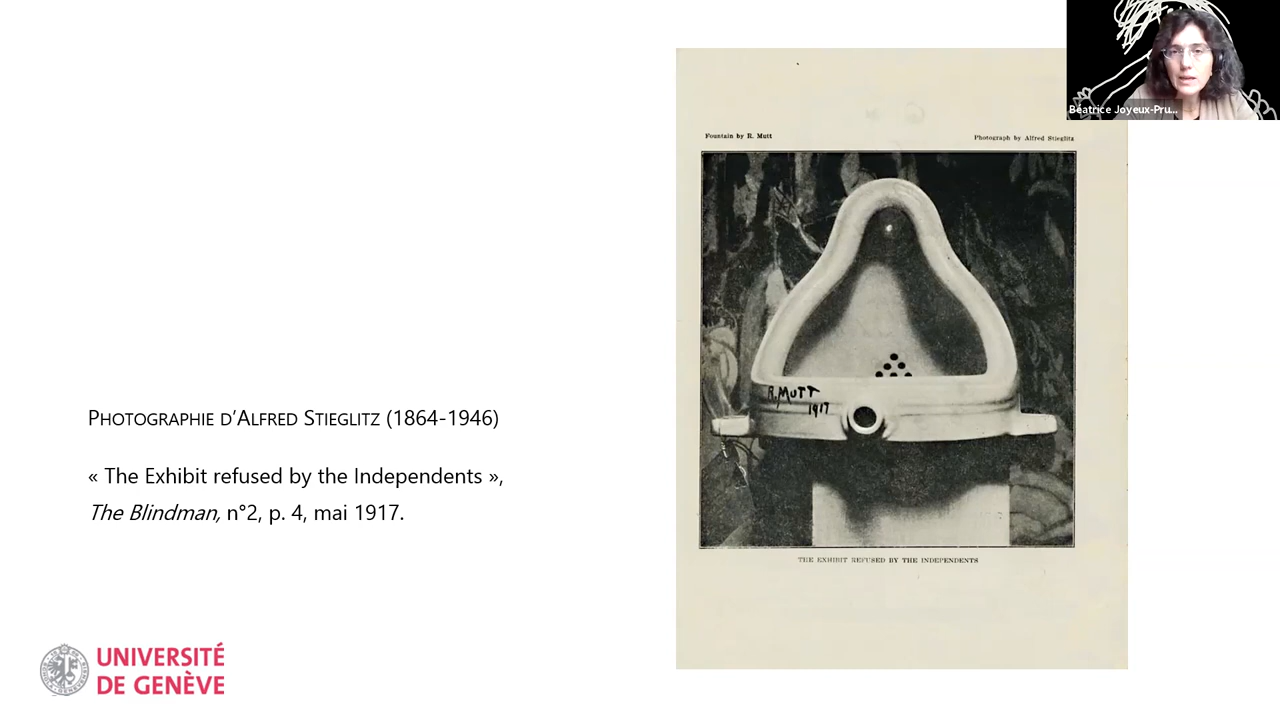 Béatrice Joyeux-Pru...
Fountain by R. Mutt
Photograph by Alfred Stieglitz
R. MUTT
1917
THE EXHIBIT REFUSED BY THE INDEPENDENTS
PHOTOGRAPHIE D’ALFRED STIEGLITZ (1864-1946)
« The Exhibit refused by the Independents »,
The Blindman, n°2, p. 4, mai 1917.
UNIVERSITÉ
DE GENÈVE